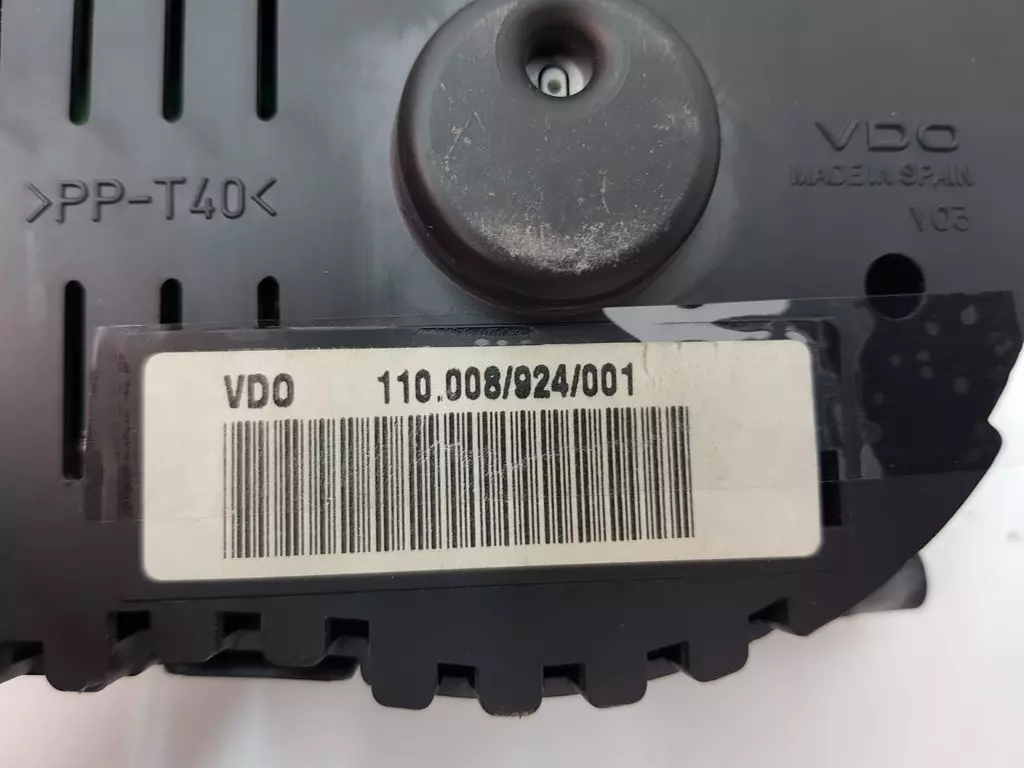 >PP-T40<
VDO
MADE IN SPAIN
V03
VDO 110.008/924/001